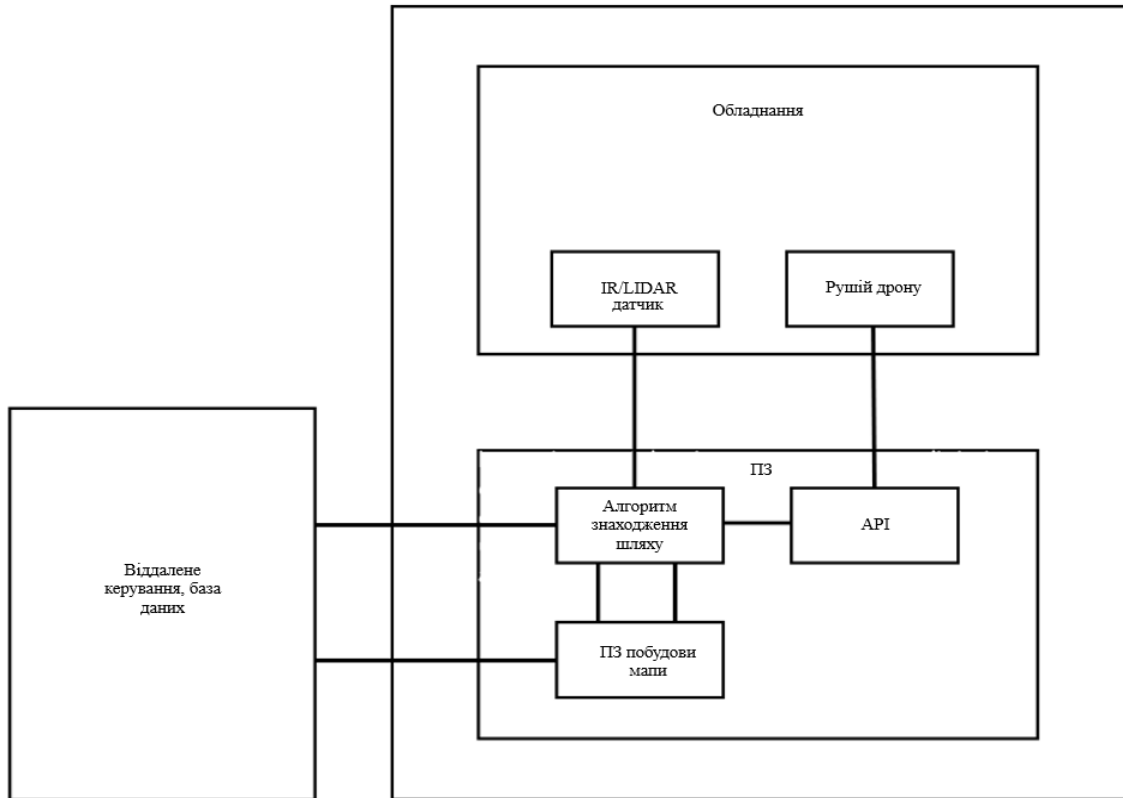 Обладнання
IR/LIDAR
датчик
Рушій дрону
ПЗ
Алгоритм
знаходження
шляху
API
Віддалене
керування, база
даних
ПЗ побудови
мапи